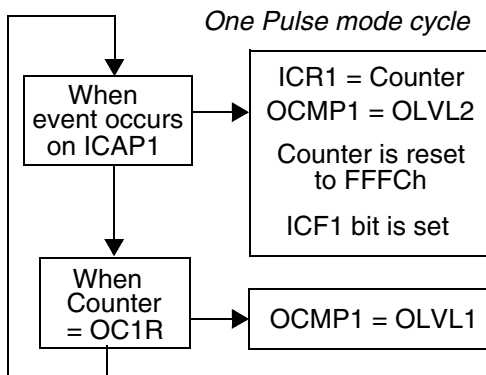 One Pulse mode cycle
When
event occurs
on ICAP1
ICR1 = Counter
OCMP1 = OLVL2
Counter is reset
to FFFCh
ICF1 bit is set
When
Counter
= OC1R
OCMP1 = OLVL1